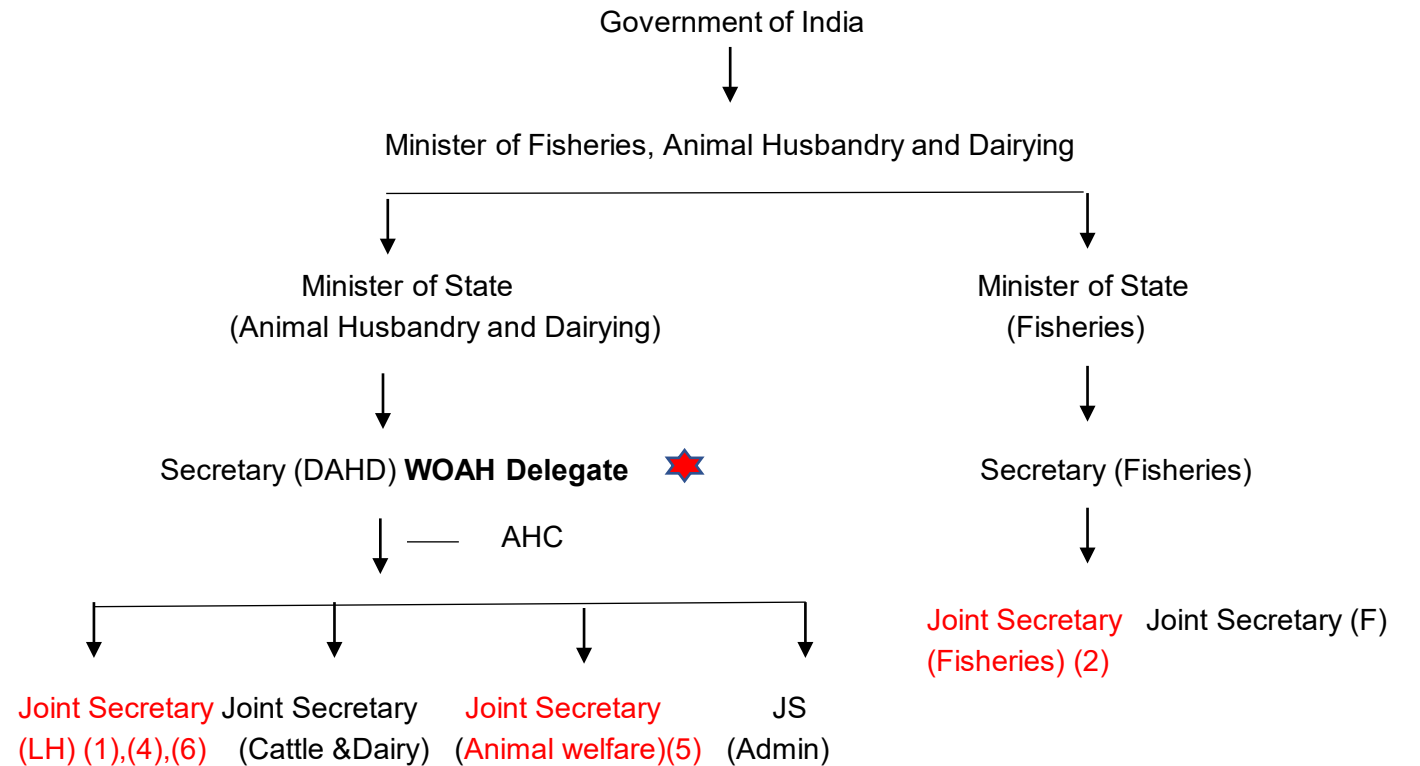 Government of India
Minister of Fisheries, Animal Husbandry and Dairying
Minister of State
(Animal Husbandry and Dairying)
Minister of State
(Fisheries)
Secretary (DAHD) WOAH Delegate
Secretary (Fisheries)
AHC
Joint Secretary
(Fisheries) (2)
Joint Secretary (F)
Joint Secretary
(LH) (1),(4),(6)
Joint Secretary
(Cattle &Dairy)
Joint Secretary
(Animal welfare)(5)
JS
(Admin)